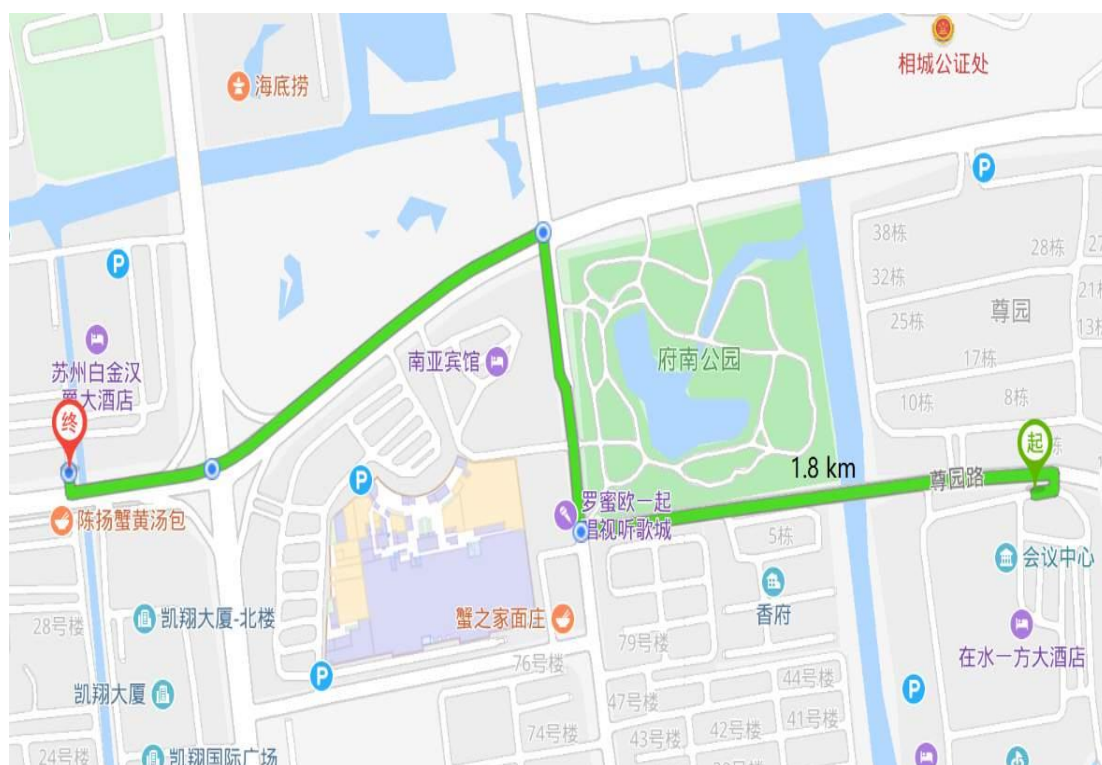 相城公证处
海底捞
P
38栋
28栋
27
32栋
21
尊园
25栋
13栋
P
苏州白金汉
爵大酒店
南亚宾馆
府南公园
17栋
10栋
8栋
终
起
栋
1.8 km
尊园路
P
罗蜜欧一起
唱视听歌城
陈扬蟹黄汤包
5栋
会议中心
香府
凯翔大厦-北楼
蟹之家面庄
28号楼
79号楼
在水一方大酒店
76号楼
P
44号楼
P
凯翔大厦
47号楼
41号楼
42号楼
74号楼
43号楼
24号楼
凯翔国际广场